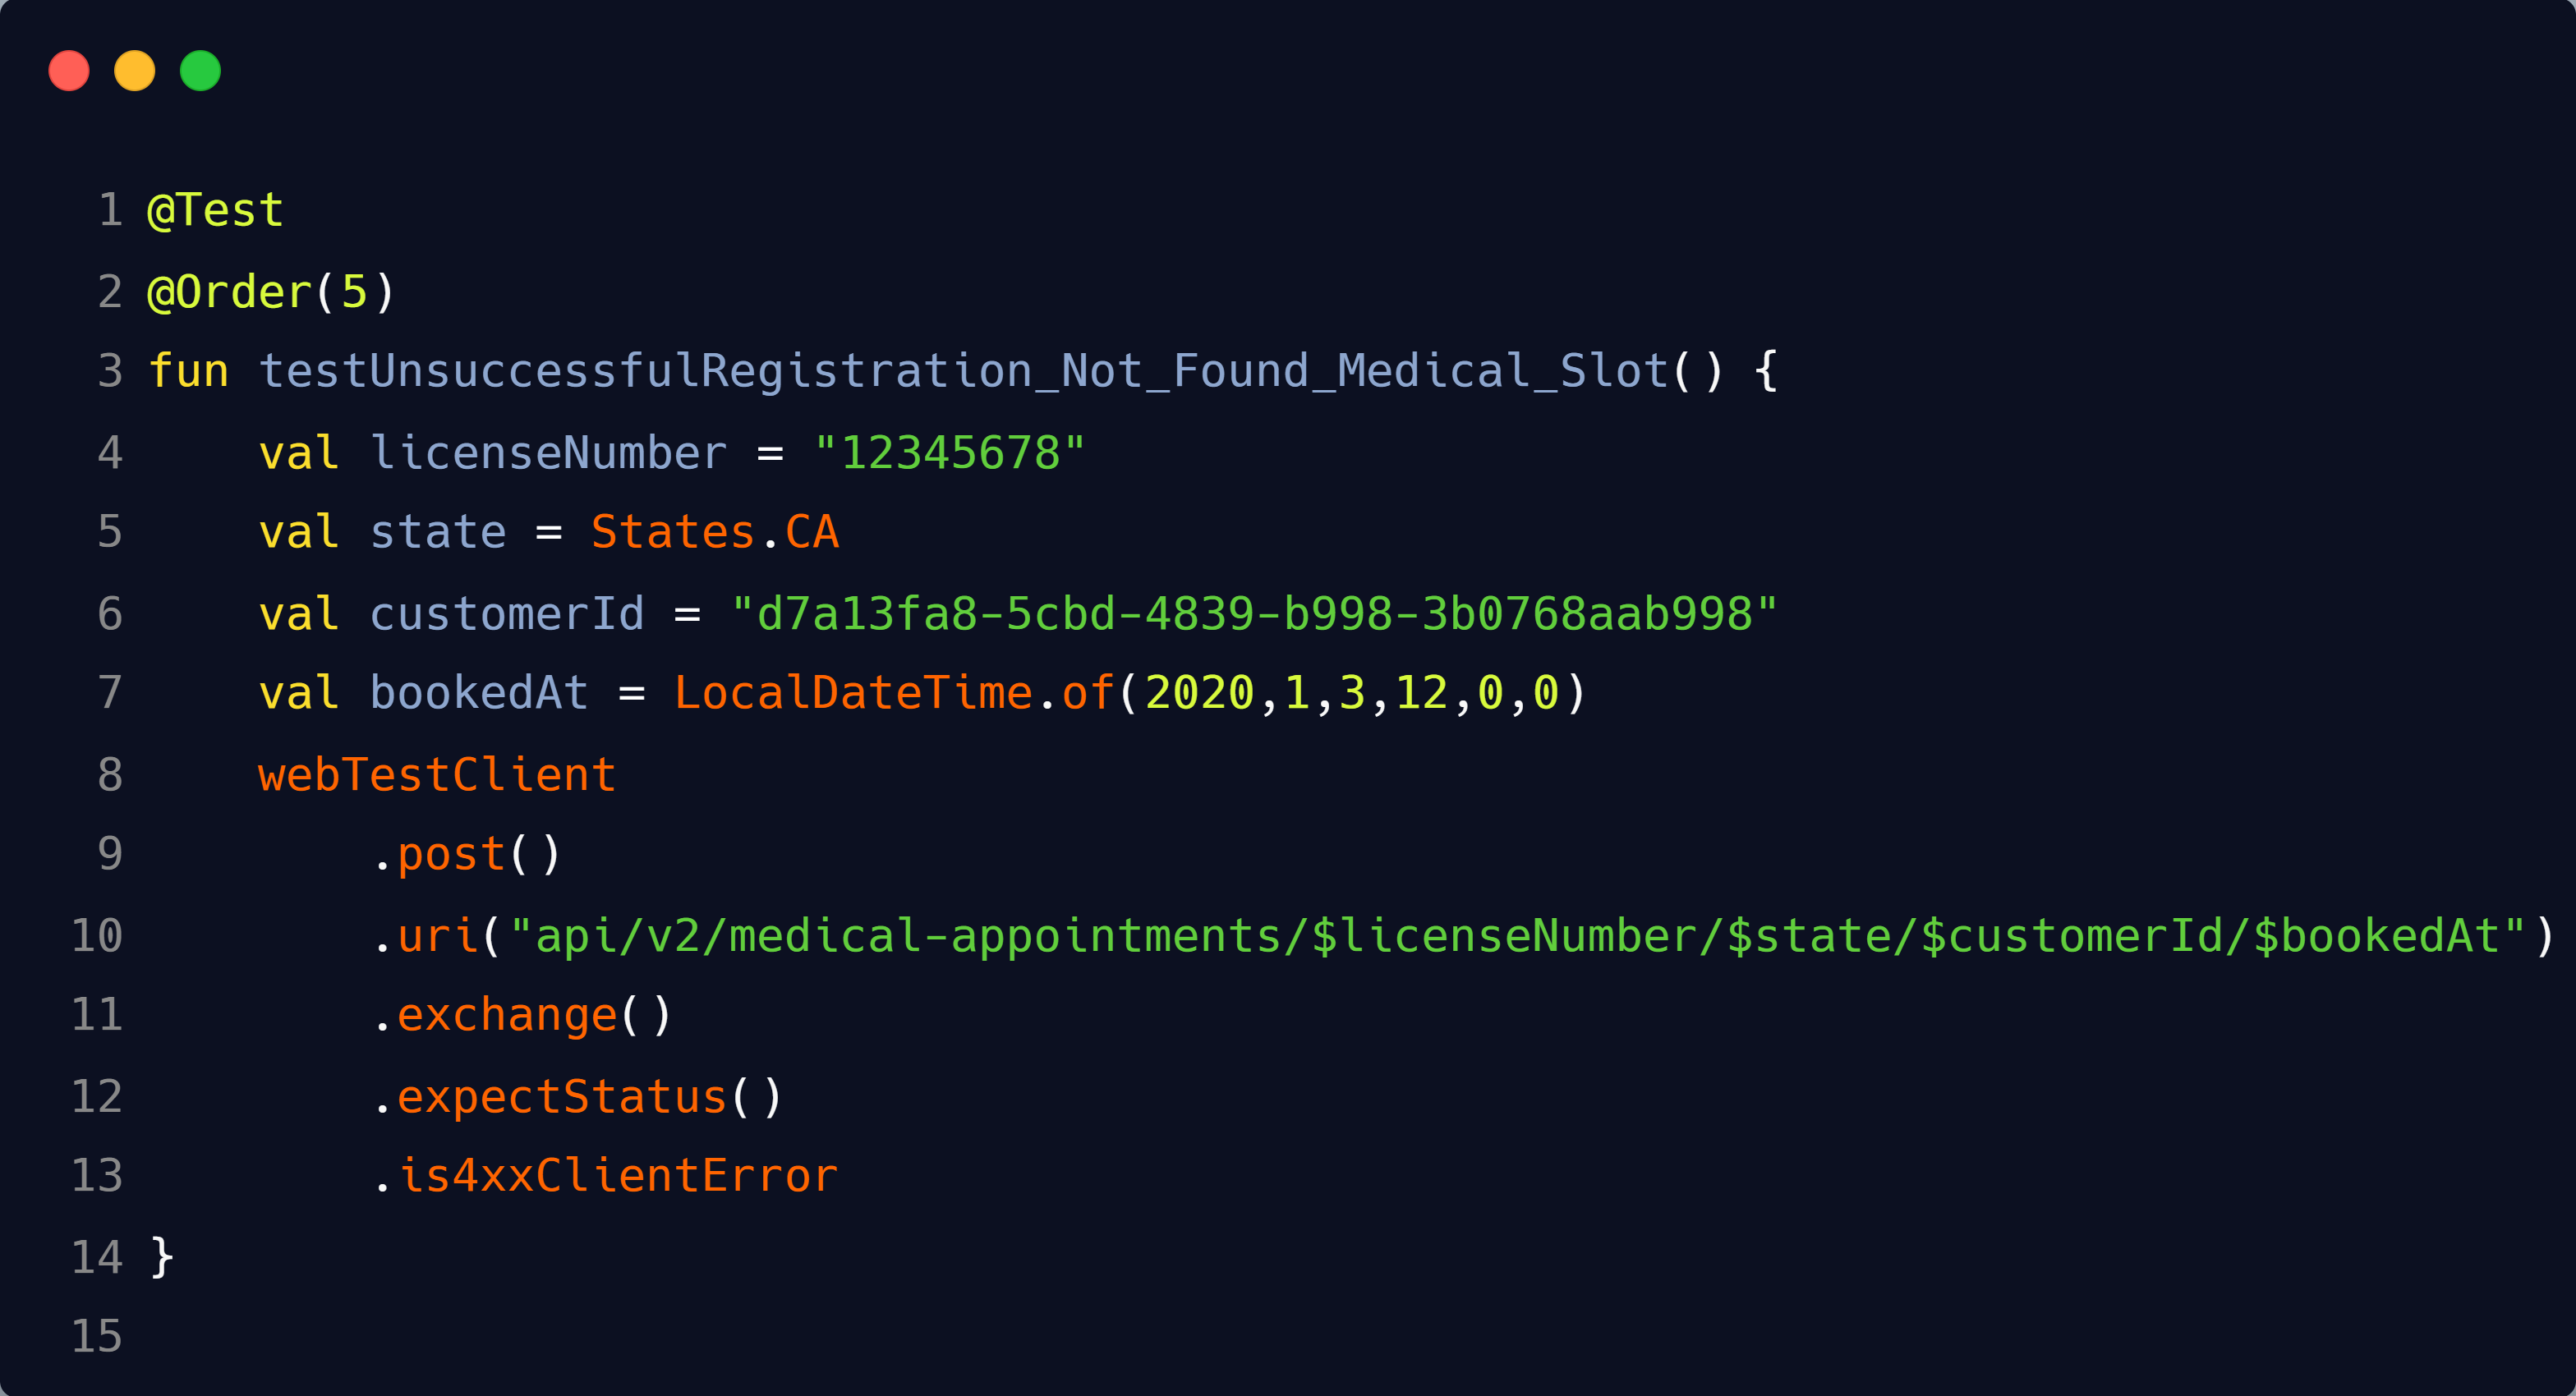 1 @Test
2 @Order(5)
3 fun testUnsuccessfulRegistration_Not_Found_Medical_Slot() {
4     val licenseNumber = "12345678"
5     val state = States.CA
6     val customerId = "d7a13fa8-5cbd-4839-b998-3b0768aab998"
7     val bookedAt = LocalDateTime.of(2020,1,3,12,0,0)
8     webTestClient
9         .post()
10         .uri("api/v2/medical-appointments/$licenseNumber/$state/$customerId/$bookedAt")
11         .exchange()
12         .expectStatus()
13         .is4xxClientError
14 }
15